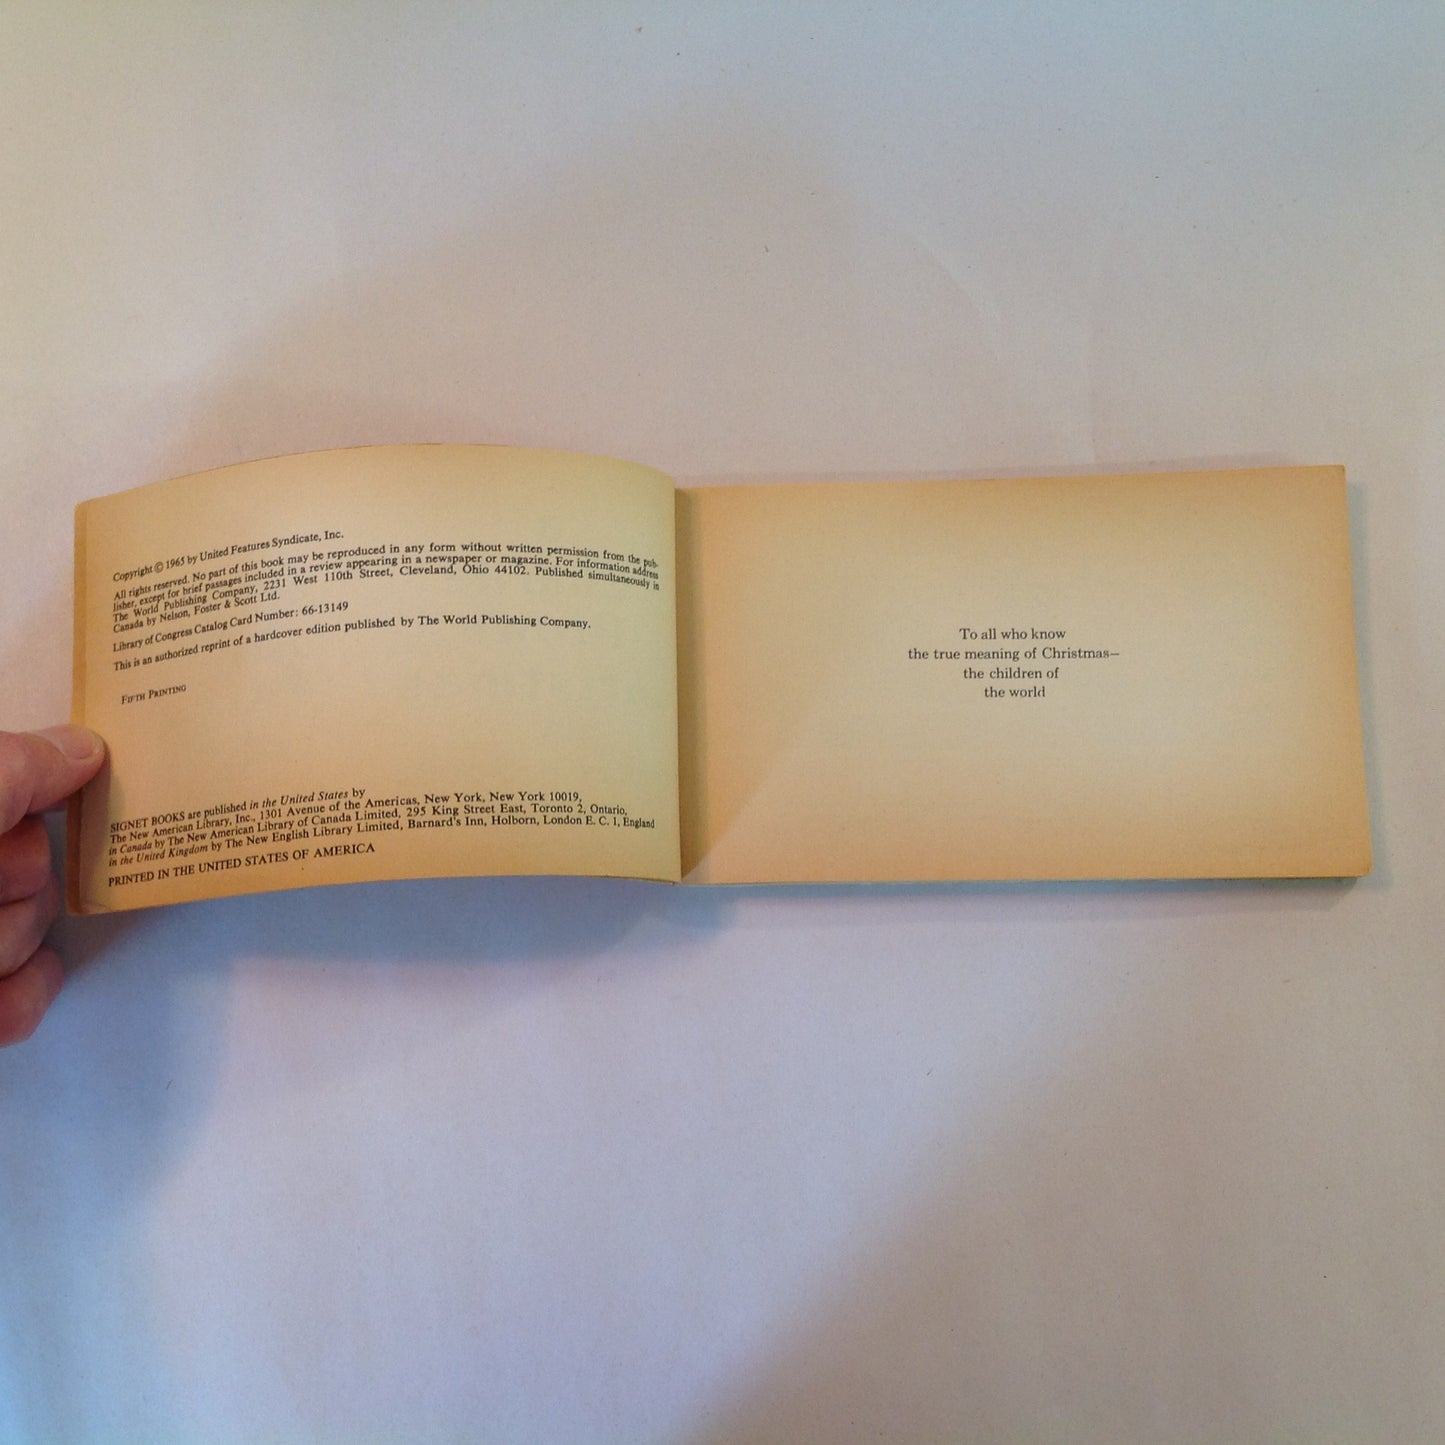 Copyright © 1965 by United Features Syndicate, Inc.
All rights reserved. No part of this book may be reproduced in any form without written permission from the pub-
lisher, except for brief passages included in a review appearing in a newspaper or magazine. For information address
The World Publishing Company, 2231 West 110th Street, Cleveland, Ohio 44102. Published simultaneously in
Canada by Nelson, Foster & Scott Ltd.
Library of Congress Catalog Card Number: 66-13149
This is an authorized reprint of a hardcover edition published by The World Publishing Company.
FIFTH PRINTING
SIGNET BOOKS are published in the United States by
The New American Library, Inc., 1301 Avenue of the Americas, New York, New York 10019,
in Canada by The New American Library of Canada Limited, 295 King Street East, Toronto 2, Ontario,
in the United Kingdom by The New English Library Limited, Barnard's Inn, Holborn, London E. C. 1, England
PRINTED IN THE UNITED STATES OF AMERICA
To all who know
the true meaning of Christmas—
the children of
the world